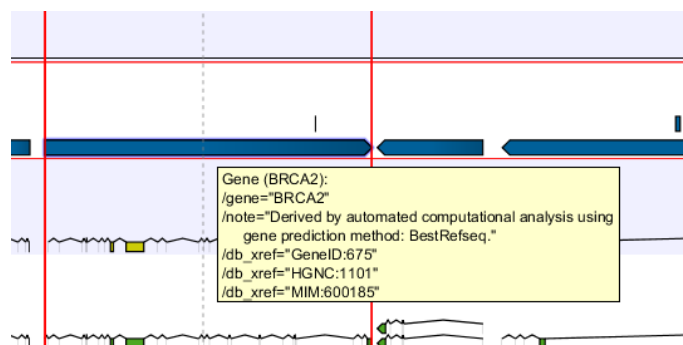 Gene (BRCA2):
/gene="BRCA2"
/note="Derived by automated computational analysis using
gene prediction method: BestRefseq."
/db_xref="GeneID:675"
/db_xref="HGNC:1101"
/db_xref="MIM:600185"